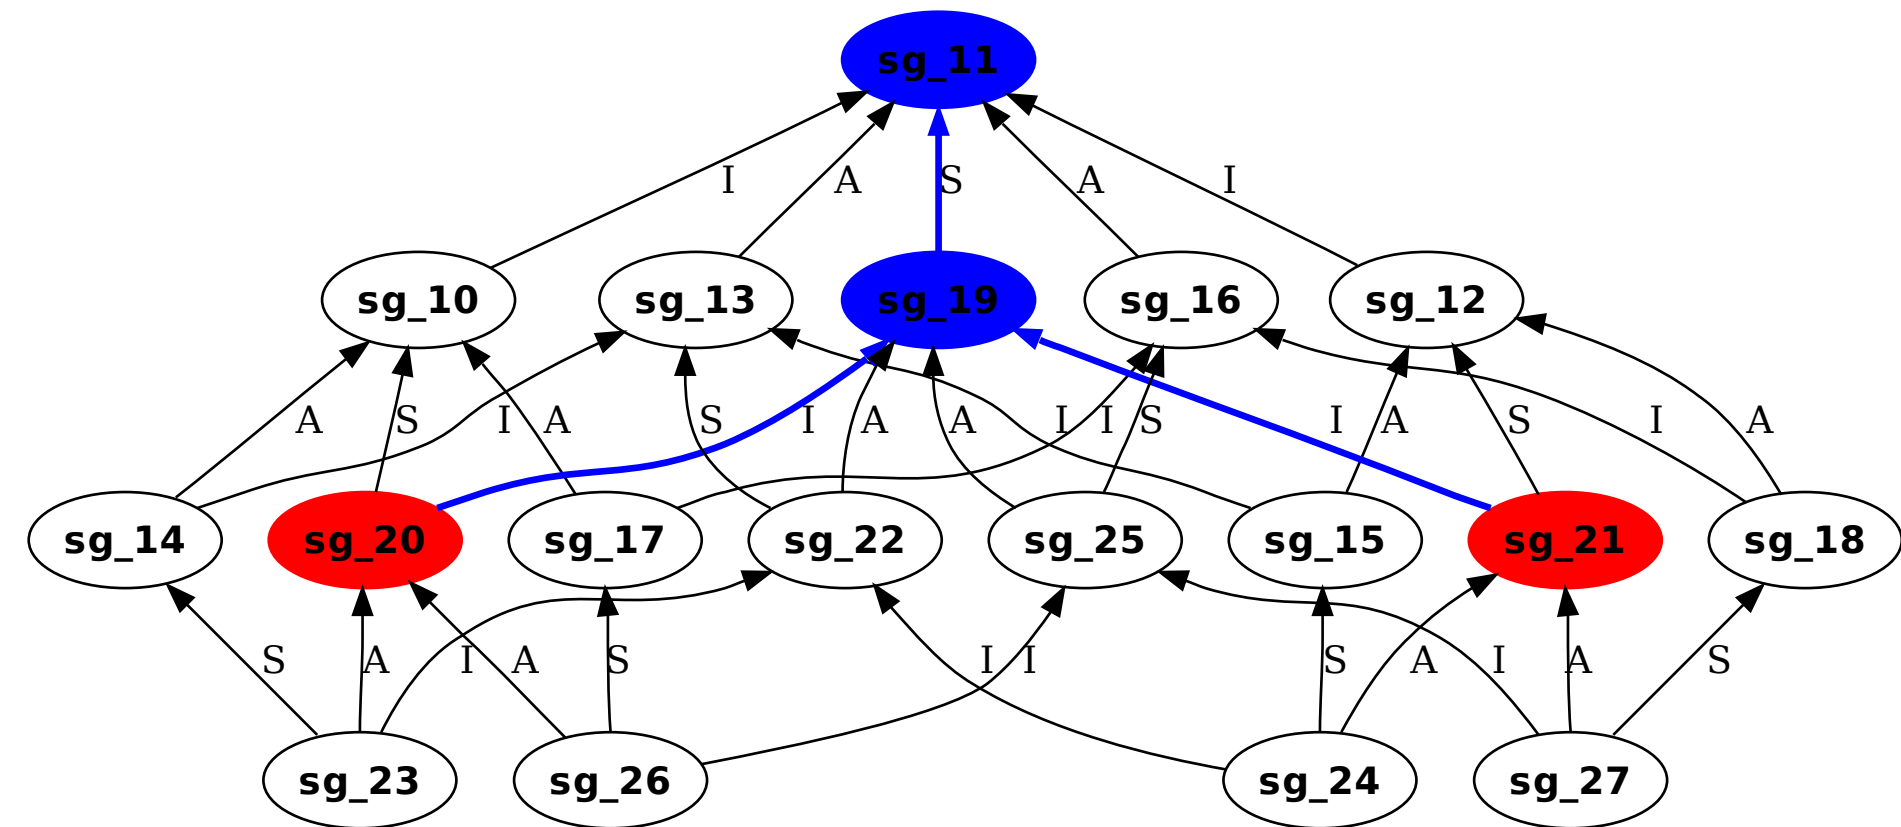 sg_11
I A S A I
sg_10 sg_13 sg_19 sg_16 sg_12
A S I A I S A A I I S I A S I A
sg_14 sg_20 sg_17 sg_22 sg_25 sg_15 sg_21 sg_18
S A I A S I I S A I A S
sg_23 sg_26 sg_24 sg_27